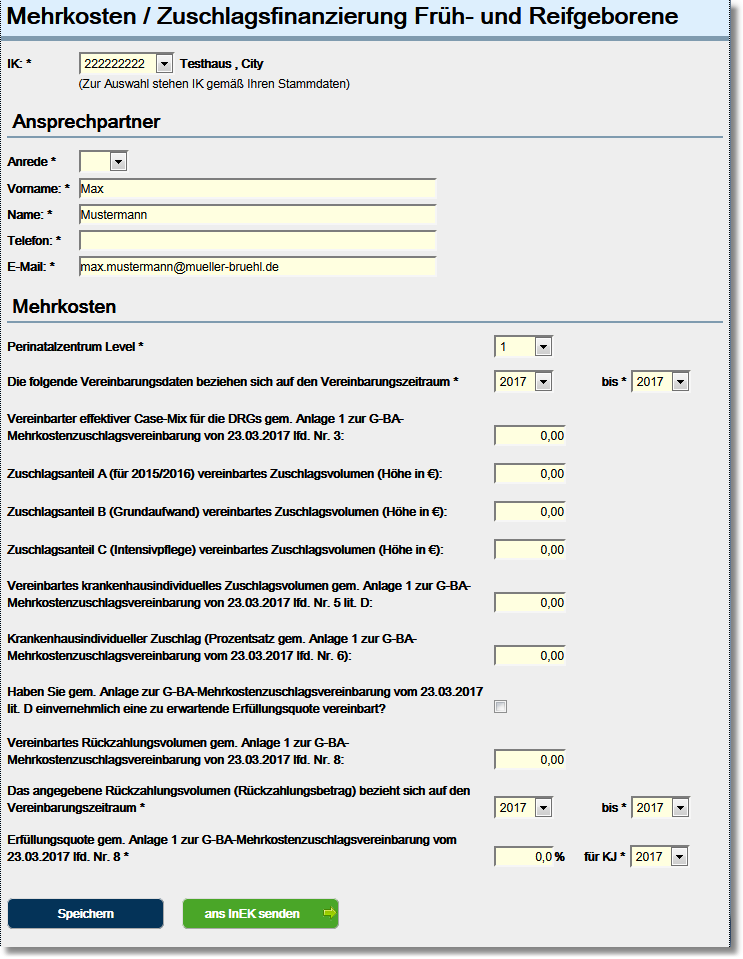 Mehrkosten / Zuschlagsfinanzierung Früh- und Reifgeborene
IK: * 222222222 Testhaus , City
(Zur Auswahl stehen IK gemäß Ihren Stammdaten)
Ansprechpartner
Anrede *
Vorname: * Max
Name: * Mustermann
Telefon: *
E-Mail: * max.mustermann@mueller-bruehl.de
Mehrkosten
Perinatalzentrum Level * 1
Die folgende Vereinbarungsdaten beziehen sich auf den Vereinbarungszeitraum * 2017 bis * 2017
Vereinbarter effektiver Case-Mix für die DRGs gem. Anlage 1 zur G-BA-
Mehrkostenzuschlagsvereinbarung von 23.03.2017 lfd. Nr. 3: 0,00
Zuschlagsanteil A (für 2015/2016) vereinbartes Zuschlagsvolumen (Höhe in €): 0,00
Zuschlagsanteil B (Grundaufwand) vereinbartes Zuschlagsvolumen (Höhe in €): 0,00
Zuschlagsanteil C (Intensivpflege) vereinbartes Zuschlagsvolumen (Höhe in €): 0,00
Vereinbartes krankenhausindividuelles Zuschlagsvolumen gem. Anlage 1 zur G-BA-
Mehrkostenzuschlagsvereinbarung von 23.03.2017 lfd. Nr. 5 lit. D: 0,00
Krankenhausindividueller Zuschlag (Prozentsatz gem. Anlage 1 zur G-BA-
Mehrkostenzuschlagsvereinbarung vom 23.03.2017 lfd. Nr. 6): 0,00
Haben Sie gem. Anlage zur G-BA-Mehrkostenzuschlagsvereinbarung vom 23.03.2017
lit. D einvernehmlich eine zu erwartende Erfüllungsquote vereinbart?
Vereinbartes Rückzahlungsvolumen gem. Anlage 1 zur G-BA-
Mehrkostenzuschlagsvereinbarung von 23.03.2017 lfd. Nr. 8: 0,00
Das angegebene Rückzahlungsvolumen (Rückzahlungsbetrag) bezieht sich auf den
Vereinbarungszeitraum * 2017 bis * 2017
Erfüllungsquote gem. Anlage 1 zur G-BA-Mehrkostenzuschlagsvereinbarung vom
23.03.2017 lfd. Nr. 8 * 0,0 % für KJ * 2017
Speichern ans InEK senden